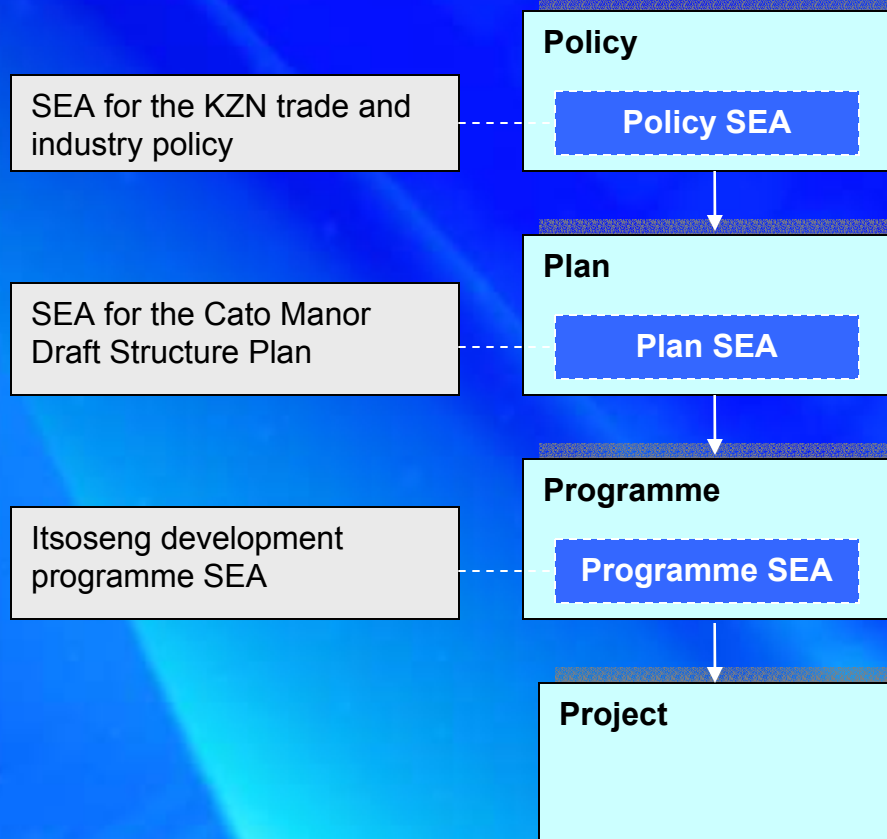 Policy
SEA for the KZN trade and
industry policy
Policy SEA
Plan
SEA for the Cato Manor
Draft Structure Plan
Plan SEA
Programme
Itsoseng development
programme SEA
Programme SEA
Project